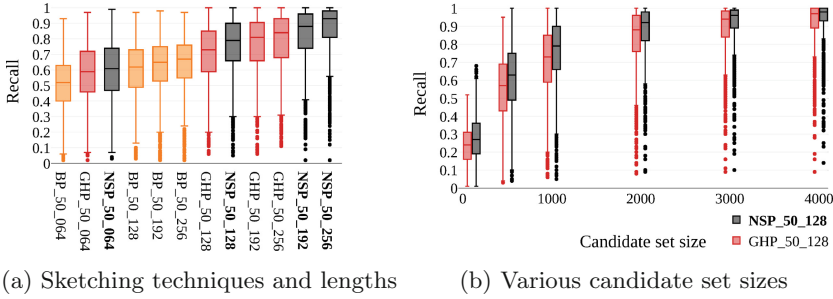 1
0.9
0.8
0.7
0.6
0.5
0.4
0.3
0.2
0.1
0
Recall
BP_50_064
GHP_50_064
NSP_50_064
BP_50_128
BP_50_192
BP_50_256
GHP_50_128
NSP_50_128
GHP_50_192
GHP_50_256
NSP_50_192
NSP_50_256
(a) Sketching techniques and lengths
1
0.9
0.8
0.7
0.6
0.5
0.4
0.3
0.2
0.1
0
Recall
0 1000 2000 3000 4000
NSP_50_128
Candidate set size GHP_50_128
(b) Various candidate set sizes